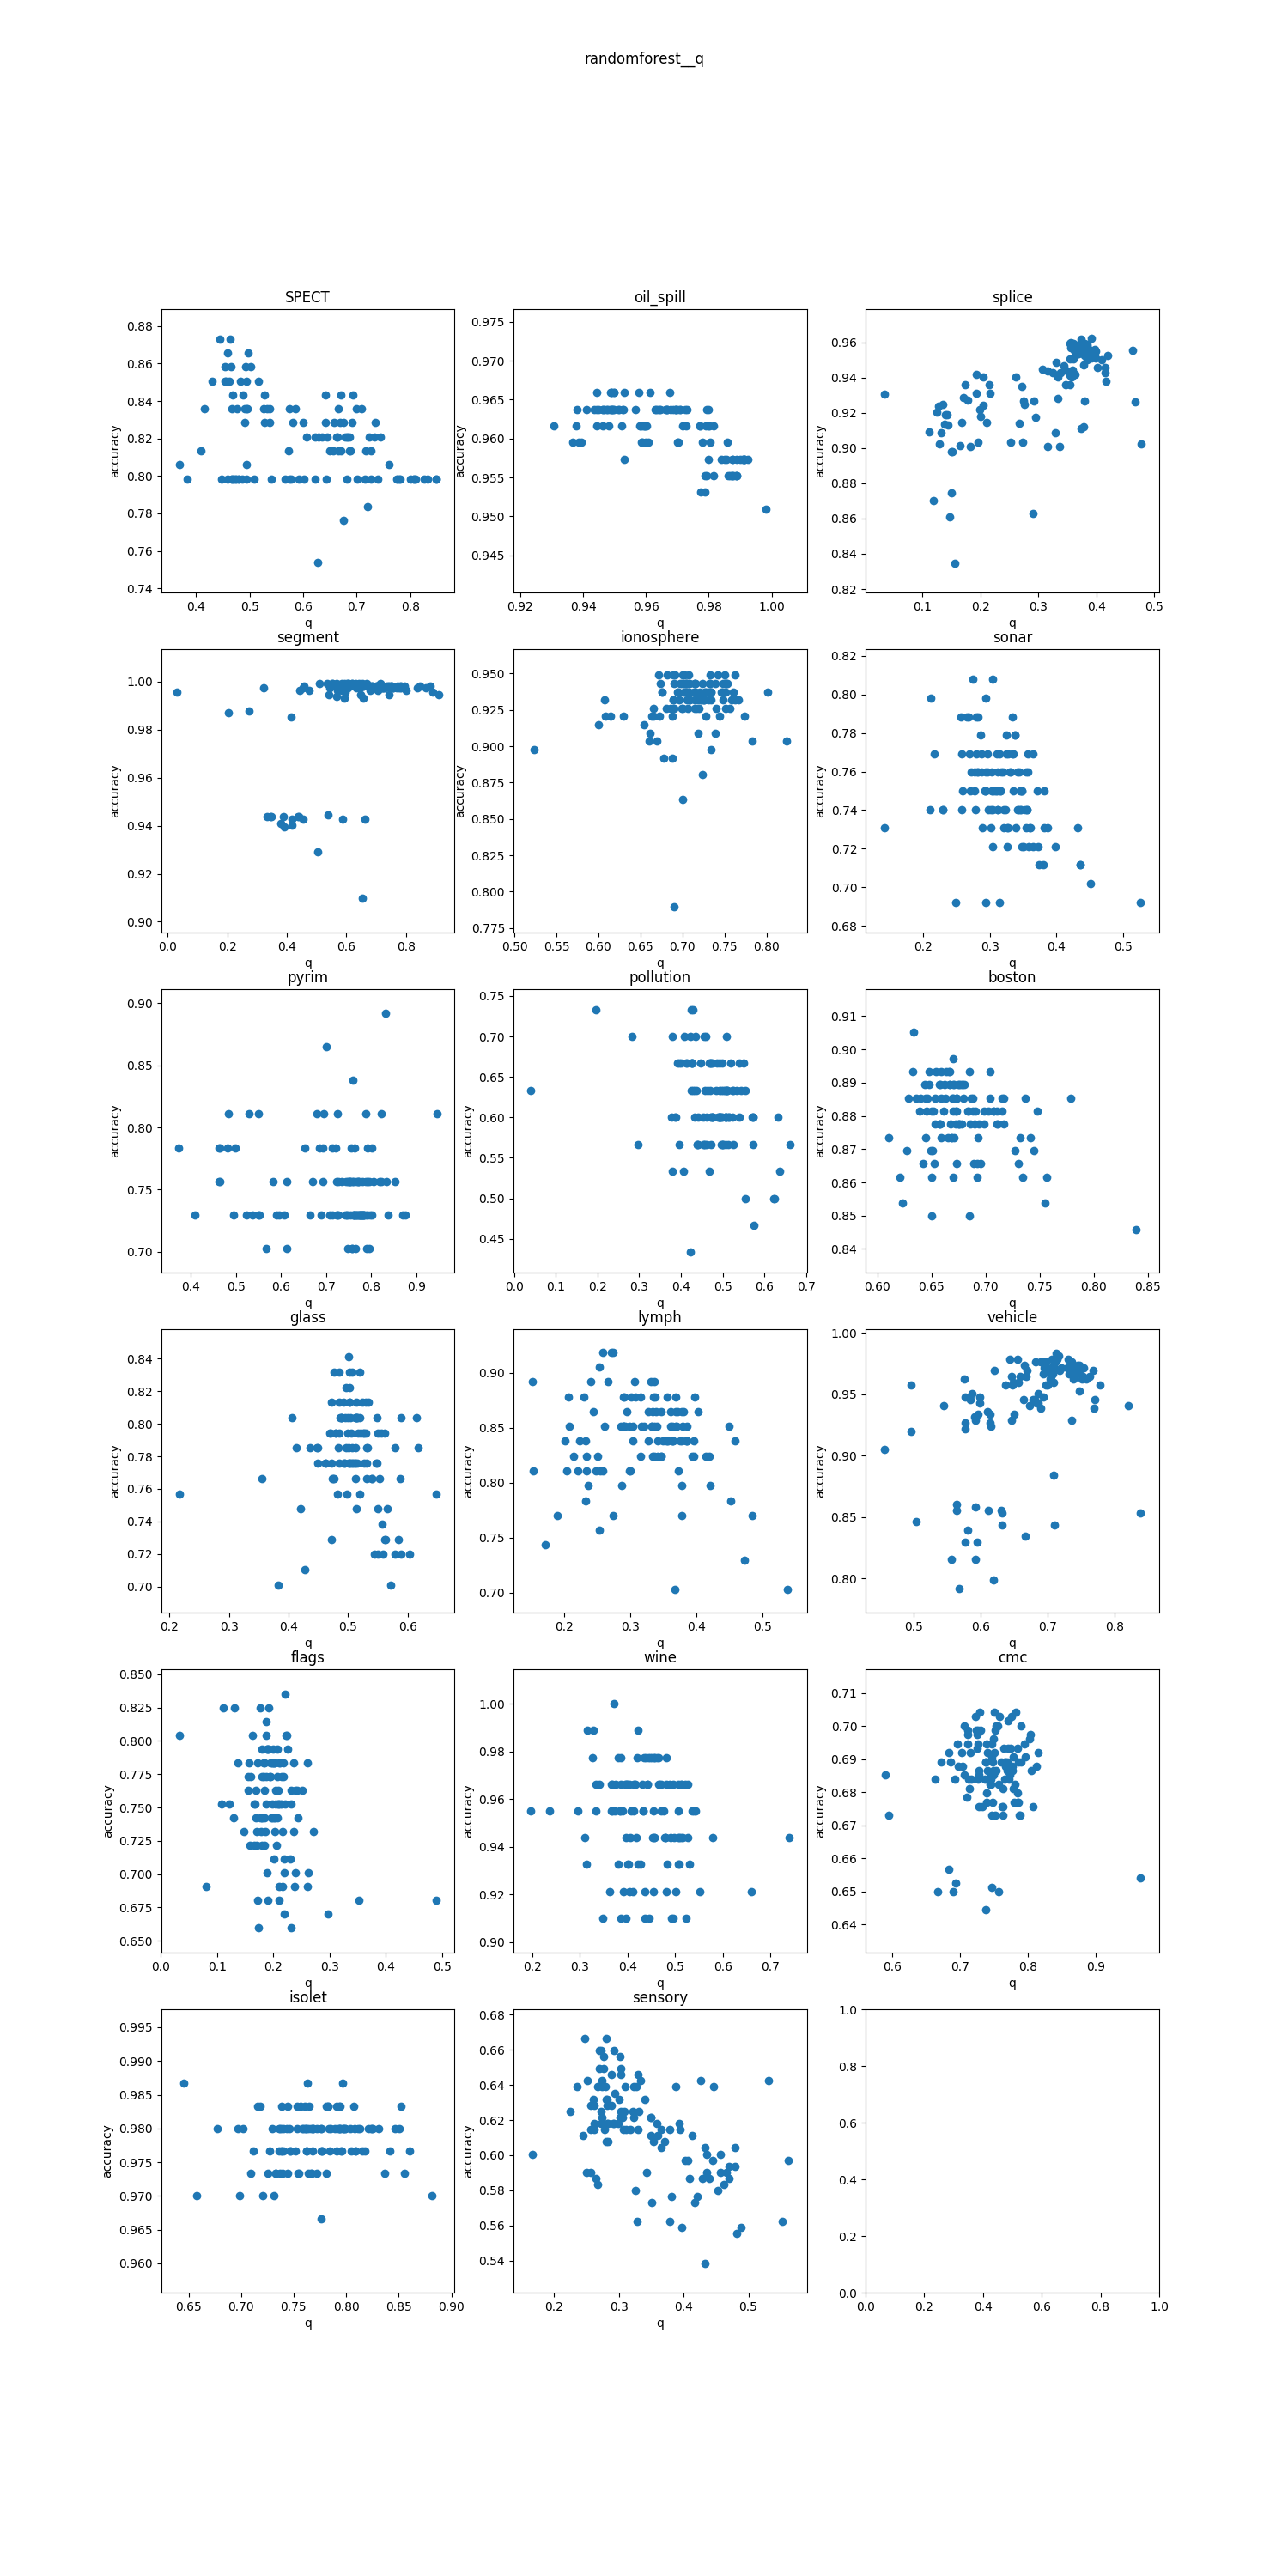 randomforest__q
SPECT
0.88
0.86
0.84
0.82
0.80
0.78
0.76
0.74
accuracy
0.4 0.5 0.6 0.7 0.8
q
oil_spill
0.975
0.970
0.965
0.960
0.955
0.950
0.945
accuracy
0.92 0.94 0.96 0.98 1.00
q
splice
0.96
0.94
0.92
0.90
0.88
0.86
0.84
0.82
accuracy
0.1 0.2 0.3 0.4 0.5
q
segment
1.00
0.98
0.96
0.94
0.92
0.90
accuracy
0.0 0.2 0.4 0.6 0.8
q
ionosphere
0.950
0.925
0.900
0.875
0.850
0.825
0.800
0.775
accuracy
0.50 0.55 0.60 0.65 0.70 0.75 0.80
q
sonar
0.82
0.80
0.78
0.76
0.74
0.72
0.70
0.68
accuracy
0.2 0.3 0.4 0.5
q
pyrim
0.90
0.85
0.80
0.75
0.70
accuracy
0.4 0.5 0.6 0.7 0.8 0.9
q
pollution
0.75
0.70
0.65
0.60
0.55
0.50
0.45
accuracy
0.0 0.1 0.2 0.3 0.4 0.5 0.6 0.7
q
boston
0.91
0.90
0.89
0.88
0.87
0.86
0.85
0.84
accuracy
0.60 0.65 0.70 0.75 0.80 0.85
q
glass
0.84
0.82
0.80
0.78
0.76
0.74
0.72
0.70
accuracy
0.2 0.3 0.4 0.5 0.6
q
lymph
0.90
0.85
0.80
0.75
0.70
accuracy
0.2 0.3 0.4 0.5
q
vehicle
1.00
0.95
0.90
0.85
0.80
accuracy
0.5 0.6 0.7 0.8
q
flags
0.850
0.825
0.800
0.775
0.750
0.725
0.700
0.675
0.650
accuracy
0.0 0.1 0.2 0.3 0.4 0.5
q
wine
1.00
0.98
0.96
0.94
0.92
0.90
accuracy
0.2 0.3 0.4 0.5 0.6 0.7
q
cmc
0.71
0.70
0.69
0.68
0.67
0.66
0.65
0.64
accuracy
0.6 0.7 0.8 0.9
q
isolet
0.995
0.990
0.985
0.980
0.975
0.970
0.965
0.960
accuracy
0.65 0.70 0.75 0.80 0.85 0.90
q
sensory
0.68
0.66
0.64
0.62
0.60
0.58
0.56
0.54
accuracy
0.2 0.3 0.4 0.5
q
1.0
0.8
0.6
0.4
0.2
0.0
0.0 0.2 0.4 0.6 0.8 1.0